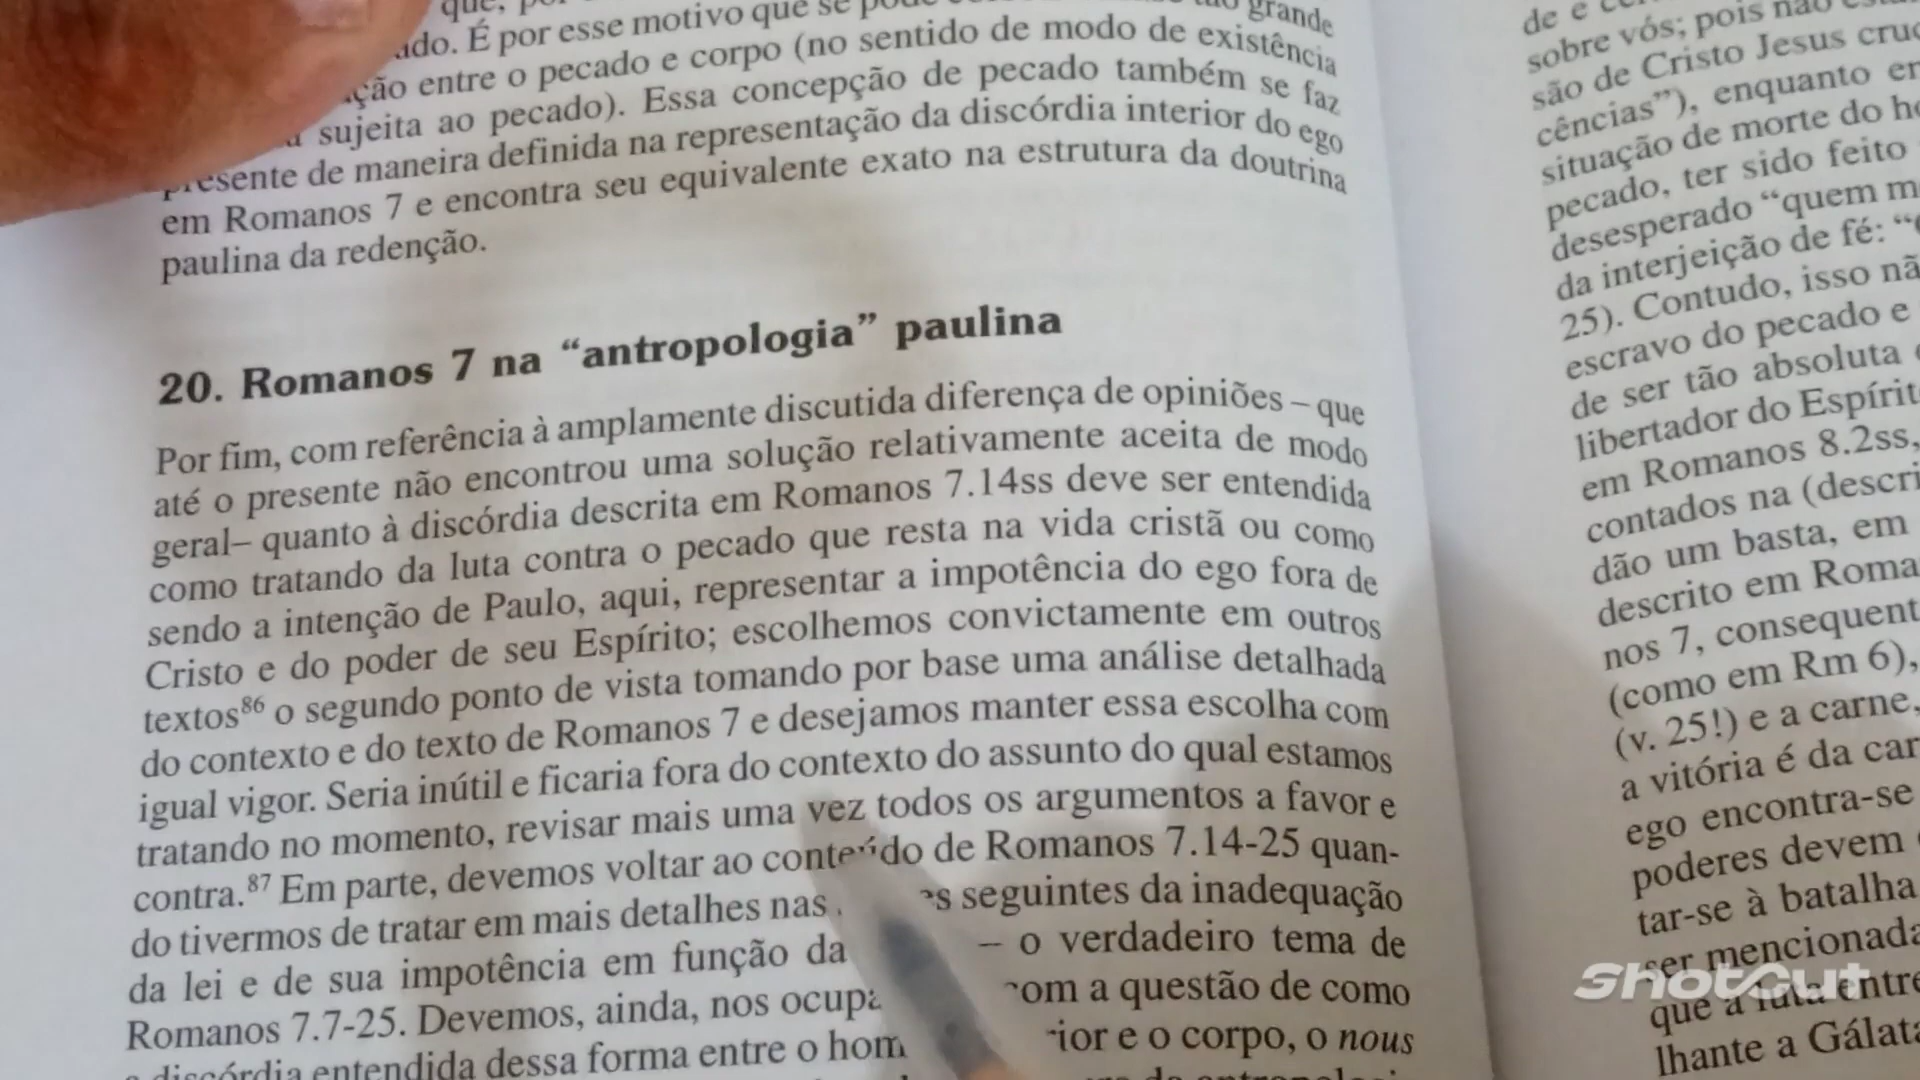 que,
grande
do. É por esse motivo que se
entre o pecado e corpo (no sentido de modo de existência
sujeita ao pecado). Essa concepção de pecado também se faz
presente de maneira definida na representação da discórdia interior do ego
em Romanos 7 e encontra seu equivalente exato na estrutura da doutrina
paulina da redenção.
20. Romanos 7 na “antropologia” paulina
Por fim, com referência à amplamente discutida diferença de opiniões – que
até o presente não encontrou uma solução relativamente aceita de modo
geral– quanto à discórdia descrita em Romanos 7.14ss deve ser entendida
como tratando da luta contra o pecado que resta na vida cristã ou como
sendo a intenção de Paulo, aqui, representar a impotência do ego fora de
Cristo e do poder de seu Espírito; escolhemos convictamente em outros
textos86 o segundo ponto de vista tomando por base uma análise detalhada
do contexto e do texto de Romanos 7 e desejamos manter essa escolha com
igual vigor. Seria inútil e ficaria fora do contexto do assunto do qual estamos
tratando no momento, revisar mais uma vez todos os argumentos a favor e
contra.87 Em parte, devemos voltar ao conteúdo de Romanos 7.14-25 quan-
do tivermos de tratar em mais detalhes nas seguintes da inadequação
da lei e de sua impotência em função da – o verdadeiro tema de
Romanos 7.7-25. Devemos, ainda, nos ocupa com a questão de como
a discórdia entendida dessa forma entre o hom rior e o corpo, o nous
de e
sobre vós; pois não
são de Cristo Jesus
cências”), enquanto
situação de morte do
pecado, ter sido feito
desesperado “quem
da interjeição de fé:
25). Contudo, isso
escravo do pecado e
de ser tão absoluta
libertador do
em Romanos 8.2ss,
contados na
dão um basta, em
descrito em
nos 7,
(como em Rm 6),
(v. 25!) e a carne,
a vitória é da
ego encontra-se
poderes devem
tar-se à batalha
ser
que a luta
lhante a
Shotcut